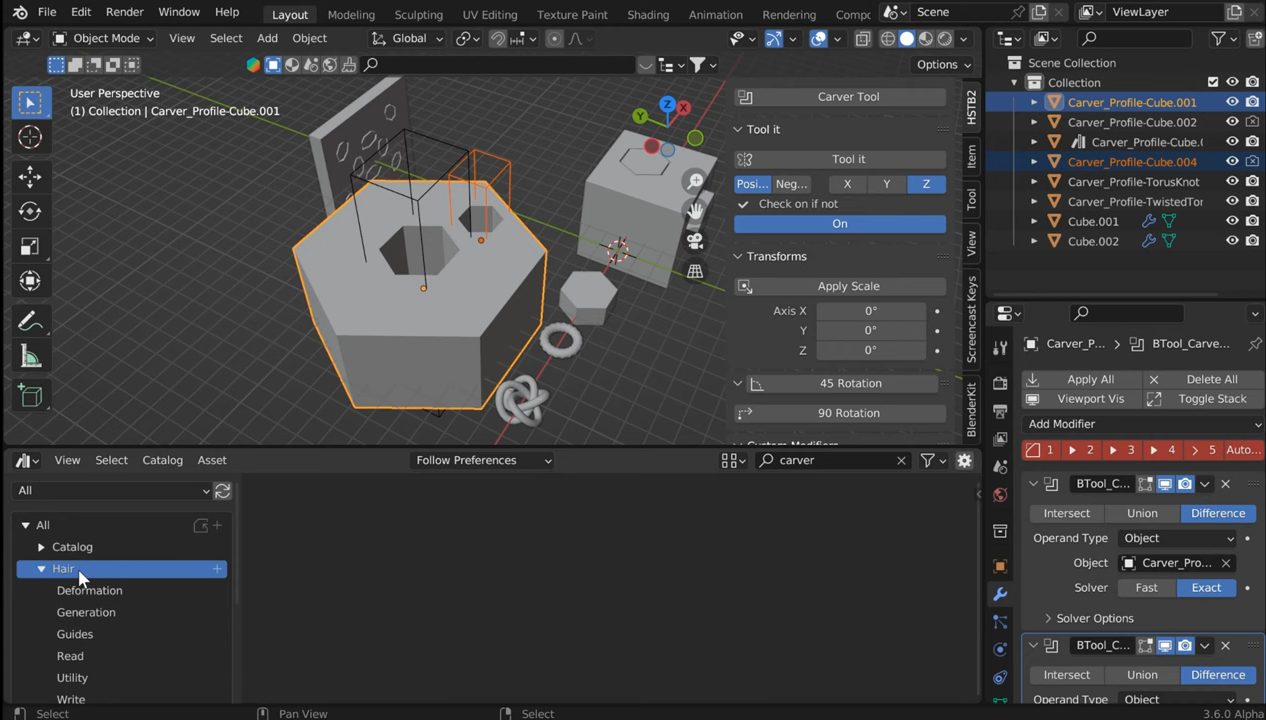 File Edit Render Window Help Layout Modeling Sculpting UV Editing Texture Paint Shading Animation Rendering Compc Scene ViewLayer
Object Mode View Select Add Object Global
Options
User Perspective
(1) Collection | Carver_Profile-Cube.001
Z
X
Y
Carver Tool
Tool it
Tool it
Posi... Neg... X Y Z
Check on if not
On
Transforms
Apply Scale
Axis X 0°
Y 0°
Z 0°
45 Rotation
90 Rotation
HSTB2
Item
Tool
View
Screencast Keys
BlenderKit
Scene Collection
Collection
Carver_Profile-Cube.001
Carver_Profile-Cube.002
Carver_Profile-Cube.(
Carver_Profile-Cube.004
Carver_Profile-TorusKnot
Carver_Profile-TwistedTor
Cube.001
Cube.002
Carver_P... BTool_Carve...
Apply All Delete All
Viewport Vis Toggle Stack
Add Modifier
1 2 3 4 5 Auto...
BTool_C...
Intersect Union Difference
Operand Type Object
Object Carver_Pro...
Solver Fast Exact
Solver Options
BTool_C...
Intersect Union Difference
Operand Type Object
View Select Catalog Asset Follow Preferences carver
All
All
Catalog
Hair
Deformation
Generation
Guides
Read
Utility
Write
Select Pan View Select 3.6.0 Alpha